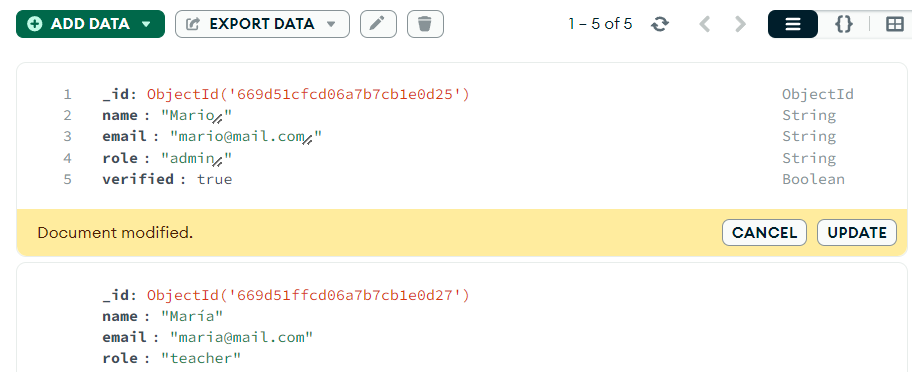 ADD DATA EXPORT DATA 1 – 5 of 5 {}
1 _id: ObjectId('669d51cfcd06a7b7cb1e0d25') ObjectId
2 name : "Mario" String
3 email : "mario@mail.com" String
4 role : "admin" String
5 verified : true Boolean
Document modified. CANCEL UPDATE
_id: ObjectId('669d51ffcd06a7b7cb1e0d27')
name : "María"
email : "maria@mail.com"
role : "teacher"